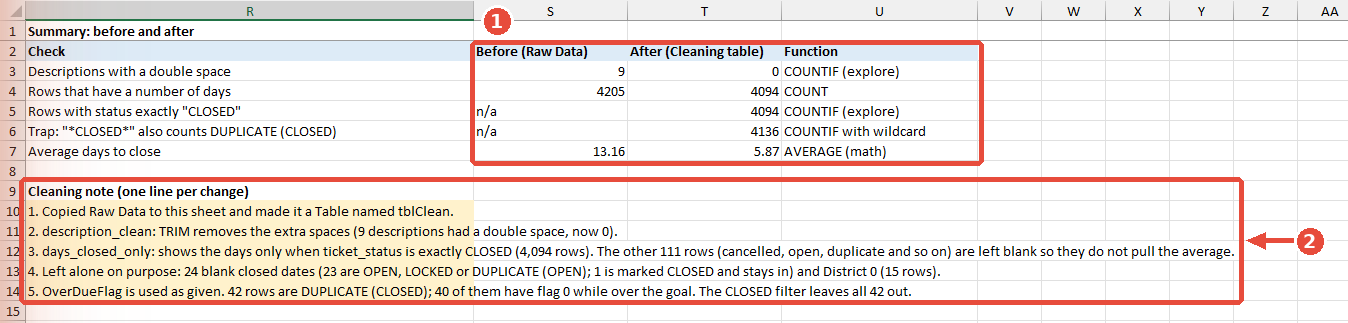 R S T U V W X Y Z AA
1 Summary: before and after
2 Check Before (Raw Data) After (Cleaning table) Function
3 Descriptions with a double space 9 0 COUNTIF (explore)
4 Rows that have a number of days 4205 4094 COUNT
5 Rows with status exactly "CLOSED" n/a 4094 COUNTIF (explore)
6 Trap: "*CLOSED*" also counts DUPLICATE (CLOSED) n/a 4136 COUNTIF with wildcard
7 Average days to close 13.16 5.87 AVERAGE (math)
8
9 Cleaning note (one line per change)
10 1. Copied Raw Data to this sheet and made it a Table named tblClean.
11 2. description_clean: TRIM removes the extra spaces (9 descriptions had a double space, now 0).
12 3. days_closed_only: shows the days only when ticket_status is exactly CLOSED (4,094 rows). The other 111 rows (cancelled, open, duplicate and so on) are left blank so they do not pull the average.
13 4. Left alone on purpose: 24 blank closed dates (23 are OPEN, LOCKED or DUPLICATE (OPEN); 1 is marked CLOSED and stays in) and District 0 (15 rows).
14 5. OverDueFlag is used as given. 42 rows are DUPLICATE (CLOSED); 40 of them have flag 0 while over the goal. The CLOSED filter leaves all 42 out.
15
1
2